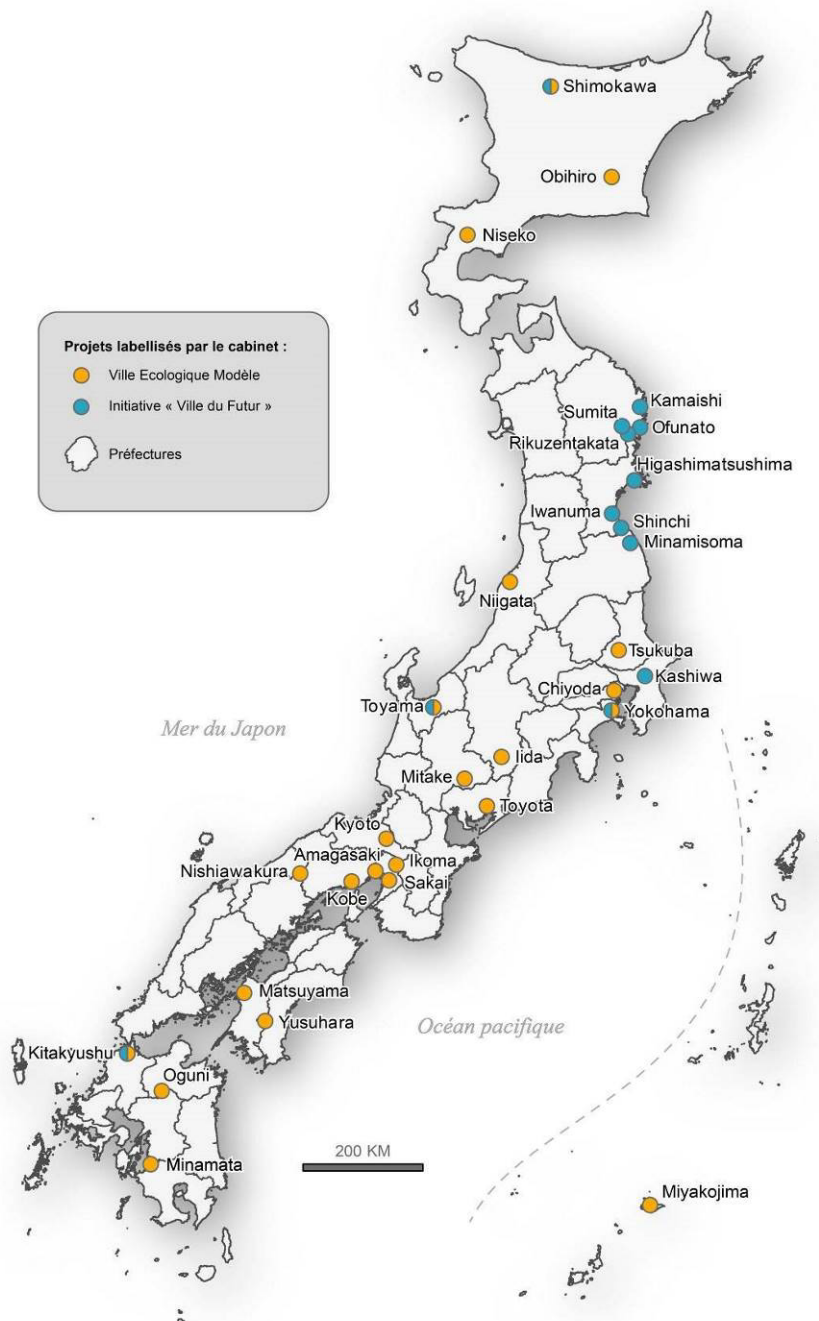 Shimokawa
Obihiro
Niseko
Projets labellisés par le cabinet :
Ville Ecologique Modèle
Initiative « Ville du Futur »
Préfectures
Kamaishi
Sumita
Ofunato
Rikuzentakata
Higashimatsushima
Iwanuma
Shinchi
Minamisoma
Niigata
Tsukuba
Kashiwa
Chiyoda
Toyama
Yokohama
Mer du Japon
Iida
Mitake
Toyota
Kyoto
Amagasaki
Ikoma
Nishiawakura
Sakai
Kobe
Matsuyama
Yusuhara
Océan pacifique
Kitakyushu
Oguni
200 KM
Minamata
Miyakojima